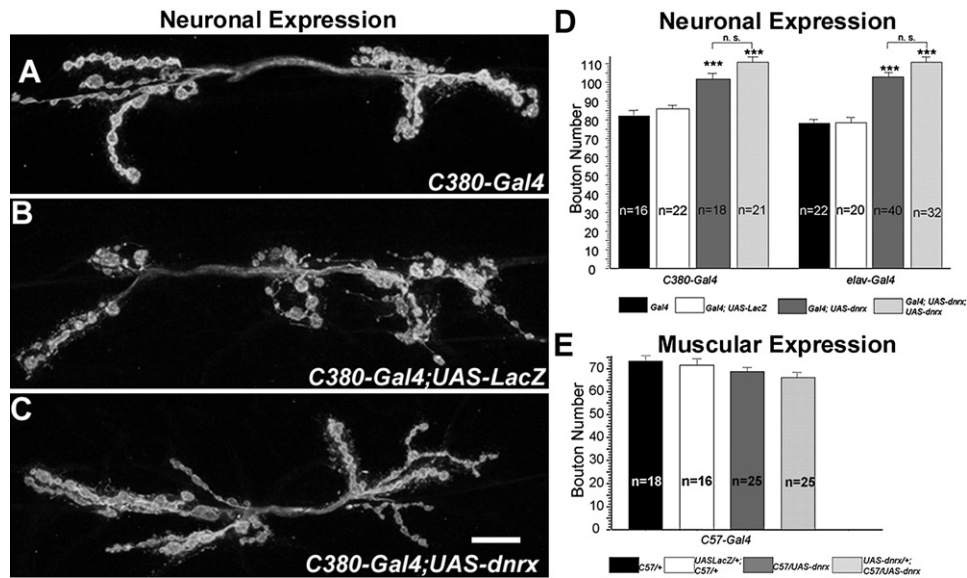 Neuronal Expression
A
C380-Gal4
B
C380-Gal4;UAS-LacZ
C
C380-Gal4;UAS-dnrx
D Neuronal Expression
n. s.
n. s.
*** ***
*** ***
Bouton Number
110
100
90
80
70
60
50
40
30
20
10
0
n=16 n=22 n=18 n=21 n=22 n=20 n=40 n=32
C380-Gal4 elav-Gal4
Gal4 Gal4; UAS-LacZ Gal4; UAS-dnrx Gal4; UAS-dnrx;
UAS-dnrx
E Muscular Expression
Bouton Number
70
60
50
40
30
20
10
0
n=18 n=16 n=25 n=25
C57-Gal4
C57/+ UASLacZ/+; C57/UAS-dnrx UAS-dnrx/+;
C57/+ C57/UAS-dnrx